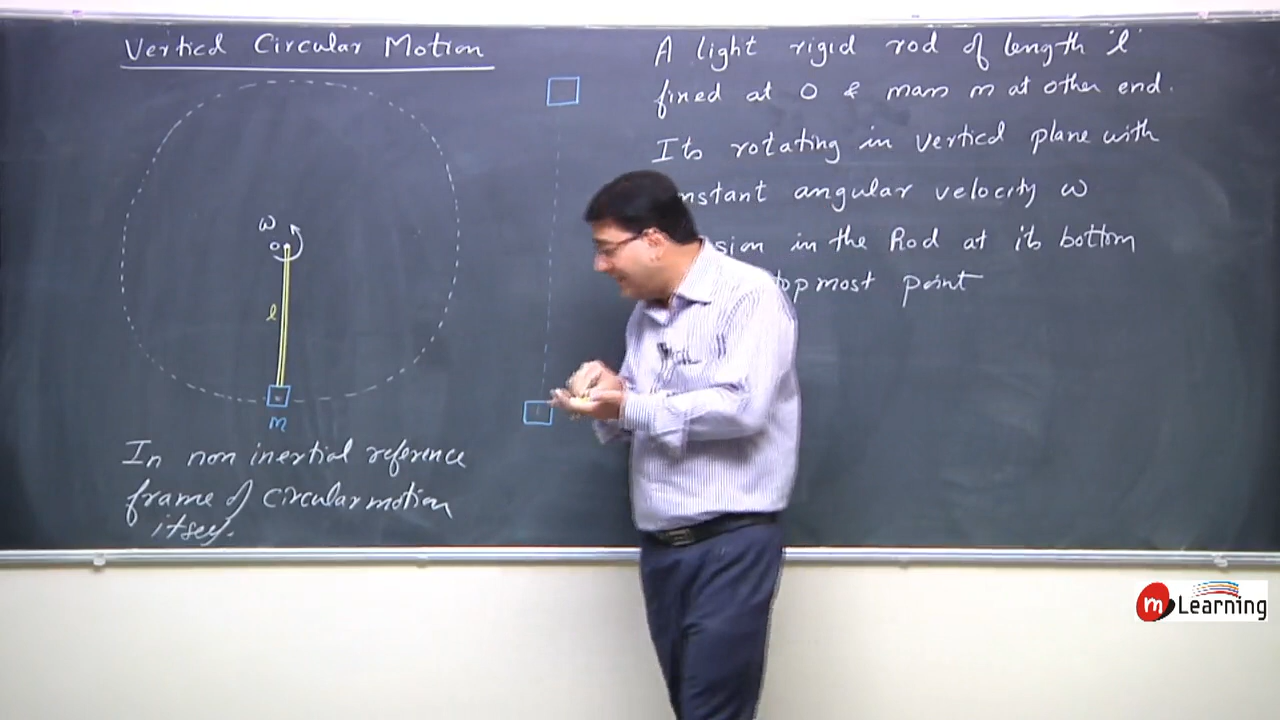 Vertical Circular Motion
A light rigid rod of length 'l'
fixed at O & mass m at other end.
Its rotating in vertical plane with
nstant angular velocity ω
sion in the Rod at its bottom
topmost point
ω
O
l
m
In non inertial reference
frame of circular motion
itself.
m Learning